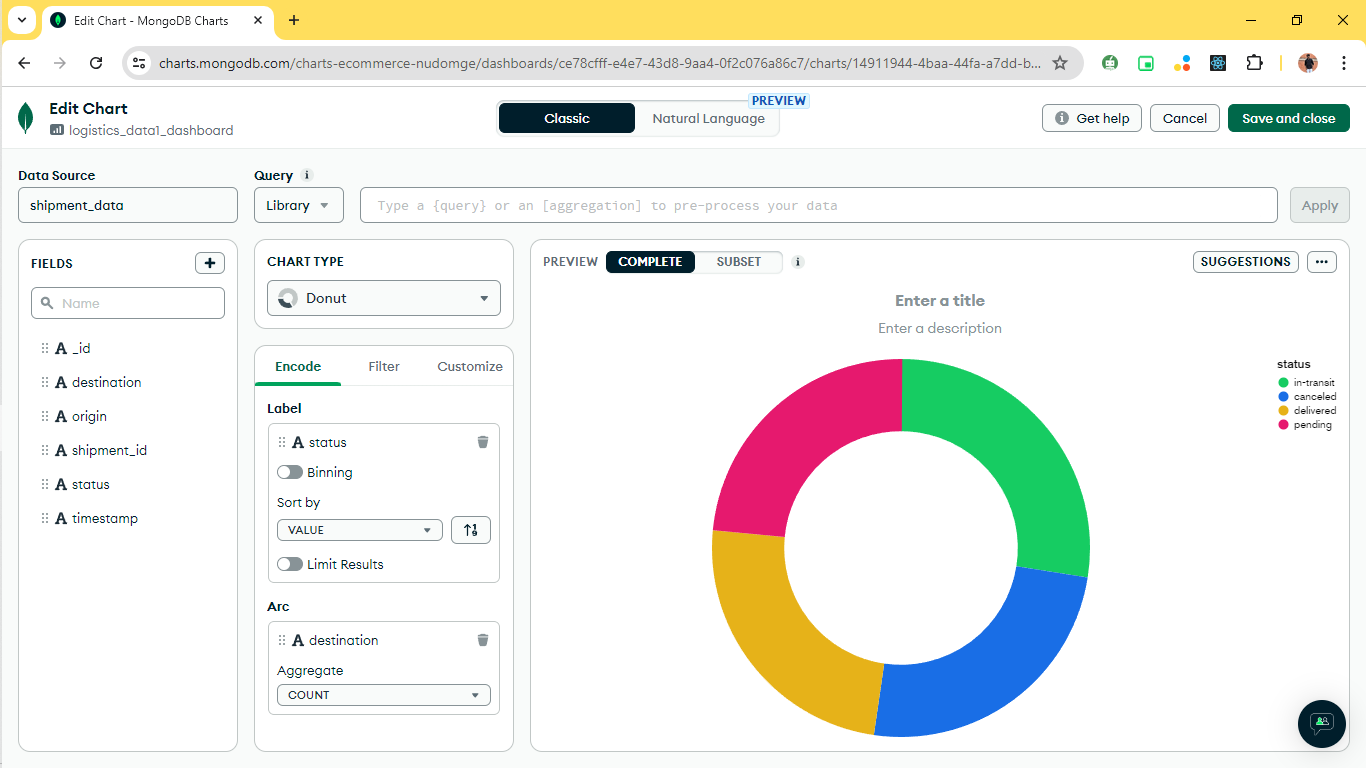 Edit Chart - MongoDB Charts
charts.mongodb.com/charts-ecommerce-nudomge/dashboards/ce78cfff-e4e7-43d8-9aa4-0f2c076a86c7/charts/14911944-4baa-44fa-a7dd-b...
Edit Chart
logistics_data1_dashboard
Classic
Natural Language
PREVIEW
Get help
Cancel
Save and close
Data Source
shipment_data
Query
Library
Type a {query} or an [aggregation] to pre-process your data
Apply
FIELDS
Name
A _id
A destination
A origin
A shipment_id
A status
A timestamp
CHART TYPE
Donut
Encode
Filter
Customize
Label
A status
Binning
Sort by
VALUE
Limit Results
Arc
A destination
Aggregate
COUNT
PREVIEW
COMPLETE
SUBSET
SUGGESTIONS
Enter a title
Enter a description
status
in-transit
canceled
delivered
pending